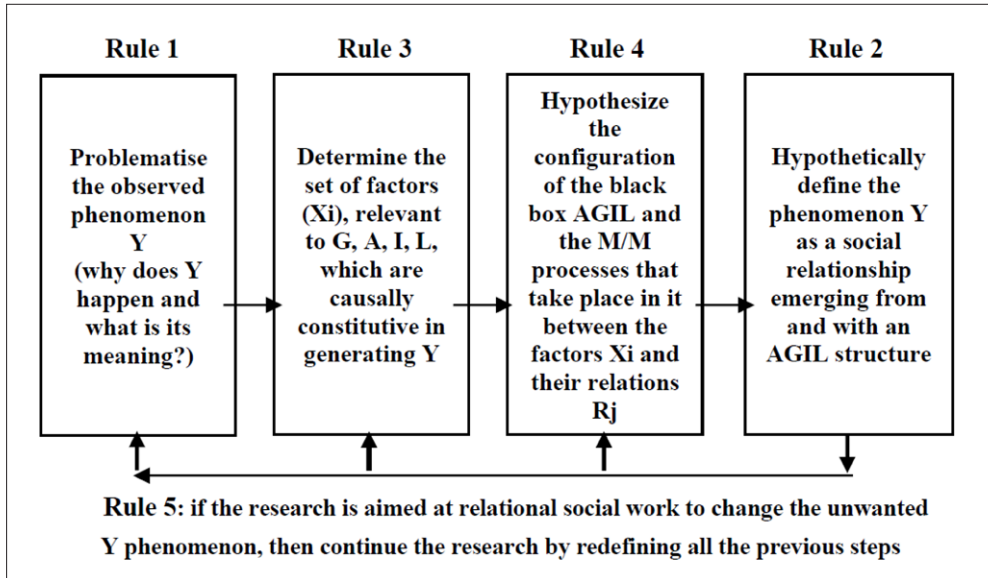 Rule 1
Problematise
the observed
phenomenon
Y
(why does Y
happen and
what is its
meaning?)
Rule 3
Determine the
set of factors
(Xi), relevant
to G, A, I, L,
which are
causally
constitutive in
generating Y
Rule 4
Hypothesize
the
configuration
of the black
box AGIL and
the M/M
processes that
take place in it
between the
factors Xi and
their relations
Rj
Rule 2
Hypothetically
define the
phenomenon Y
as a social
relationship
emerging from
and with an
AGIL structure
Rule 5: if the research is aimed at relational social work to change the unwanted
Y phenomenon, then continue the research by redefining all the previous steps